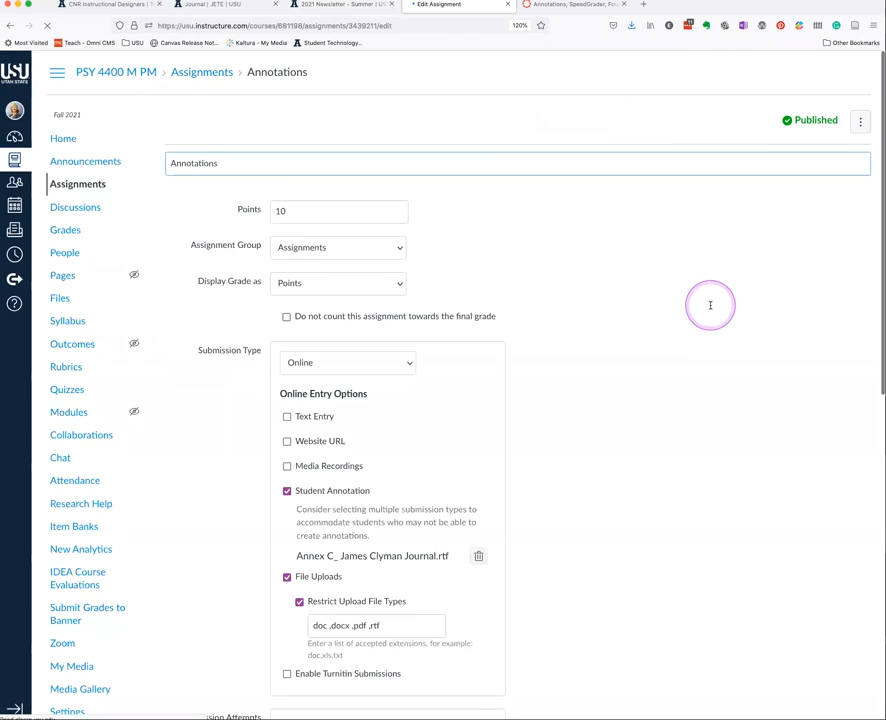 CNR Instructional Designers | T
Journal | JETE | USU
2021 Newsletter - Summer | US
Edit Assignment
Annotations, SpeedGrader, Fou
https://usu.instructure.com/courses/681198/assignments/3439211/edit
120%
Most Visited
Teach - Omni CMS
USU
Canvas Release Not...
Kaltura - My Media
Student Technology...
Other Bookmarks
USU
UTAH STATE
PSY 4400 M PM > Assignments > Annotations
Fall 2021
Published
Home
Announcements
Assignments
Discussions
Grades
People
Pages
Files
Syllabus
Outcomes
Rubrics
Quizzes
Modules
Collaborations
Chat
Attendance
Research Help
Item Banks
New Analytics
IDEA Course
Evaluations
Submit Grades to
Banner
Zoom
My Media
Media Gallery
Settings
Annotations
Points 10
Assignment Group Assignments
Display Grade as Points
Do not count this assignment towards the final grade
Submission Type Online
Online Entry Options
Text Entry
Website URL
Media Recordings
Student Annotation
Consider selecting multiple submission types to
accommodate students who may not be able to
create annotations.
Annex C_ James Clyman Journal.rtf
File Uploads
Restrict Upload File Types
doc ,docx ,pdf ,rtf
Enter a list of accepted extensions, for example:
doc,xls,txt
Enable Turnitin Submissions
ssion Attempts